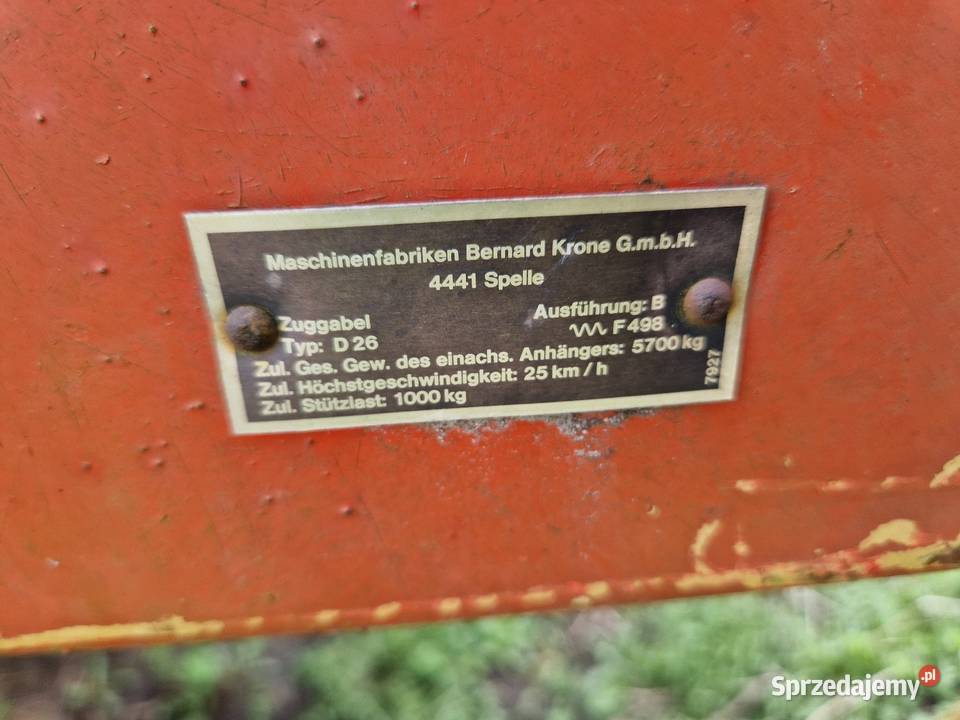 Maschinenfabriken Bernard Krone G.m.b.H.
4441 Spelle
Zuggabel Ausführung: B
Typ: D 26 F 498
Zul. Ges. Gew. des einachs. Anhängers: 5700 kg
Zul. Höchstgeschwindigkeit: 25 km/h
Zul. Stützlast: 1000 kg
7927
Sprzedajemy.pl